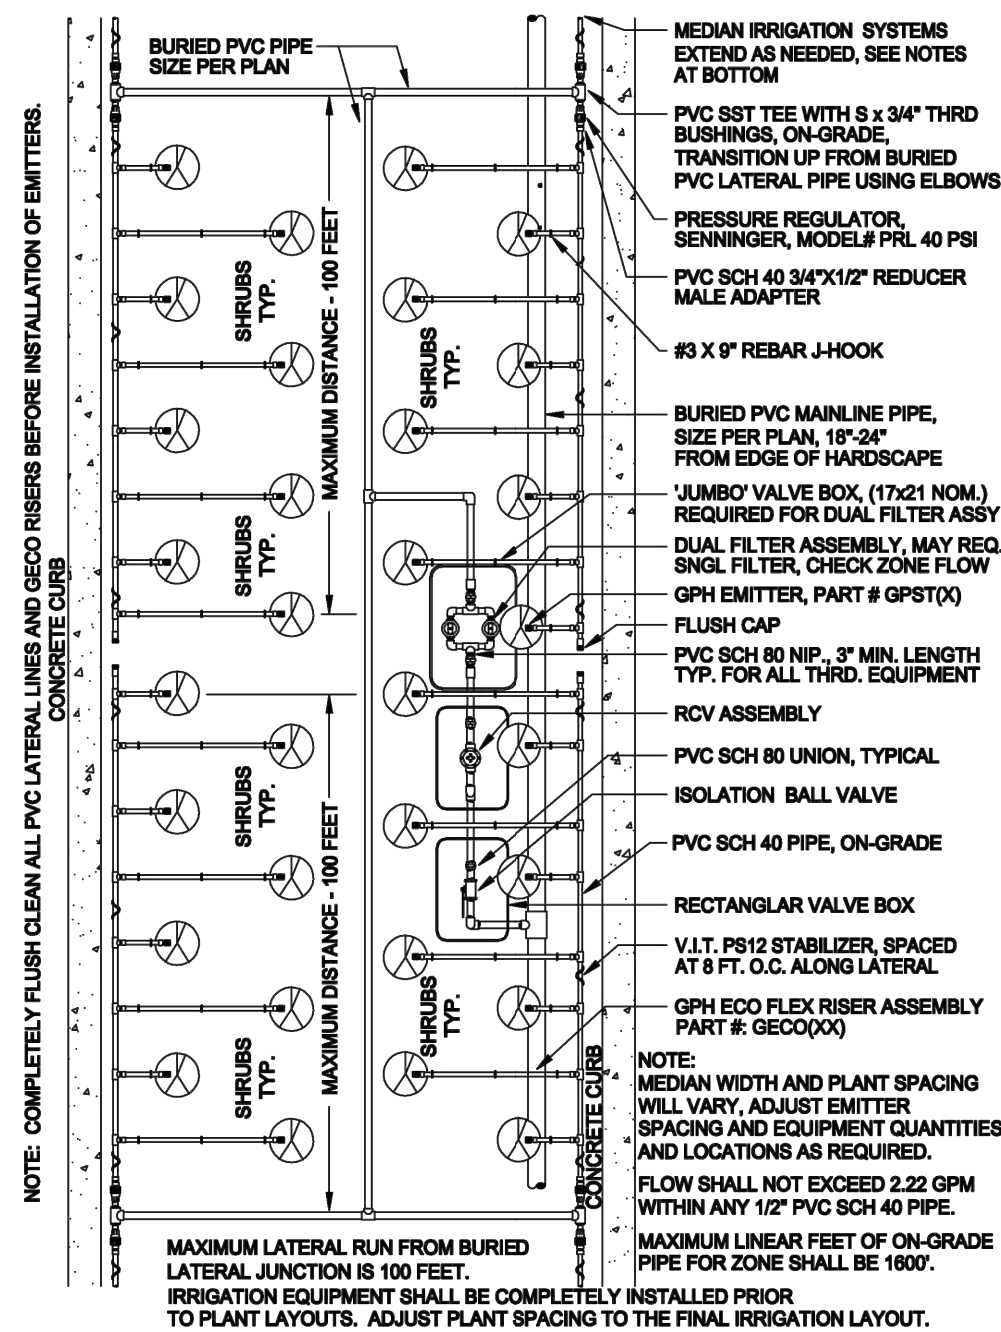 NOTE:  COMPLETELY FLUSH CLEAN ALL PVC LATERAL LINES AND GECO RISERS BEFORE INSTALLATION OF EMITTERS.
CONCRETE CURB
BURIED PVC PIPE
SIZE PER PLAN
MAXIMUM DISTANCE - 100 FEET
SHRUBS
TYP.
SHRUBS
TYP.
SHRUBS
TYP.
MAXIMUM DISTANCE - 100 FEET
SHRUBS
TYP.
SHRUBS
TYP.
SHRUBS
TYP.
CONCRETE CURB
MEDIAN IRRIGATION  SYSTEMS
EXTEND AS NEEDED, SEE NOTES
AT BOTTOM
PVC SST TEE WITH S x 3/4" THRD
BUSHINGS, ON-GRADE,
TRANSITION UP FROM BURIED
PVC LATERAL PIPE USING ELBOWS
PRESSURE REGULATOR,
SENNINGER, MODEL# PRL 40 PSI
PVC SCH 40 3/4"X1/2" REDUCER
MALE ADAPTER
#3 X 9" REBAR J-HOOK
BURIED PVC MAINLINE PIPE,
SIZE PER PLAN, 18"-24"
FROM EDGE OF HARDSCAPE
'JUMBO' VALVE BOX, (17x21 NOM.)
REQUIRED FOR DUAL FILTER ASSY
DUAL FILTER ASSEMBLY, MAY REQ.
SNGL FILTER, CHECK ZONE FLOW
GPH EMITTER, PART # GPST(X)
FLUSH CAP
PVC SCH 80 NIP., 3" MIN. LENGTH
TYP. FOR ALL THRD. EQUIPMENT
RCV ASSEMBLY
PVC SCH 80 UNION, TYPICAL
ISOLATION  BALL VALVE
PVC SCH 40 PIPE, ON-GRADE
RECTANGLAR VALVE BOX
V.I.T. PS12 STABILIZER, SPACED
AT 8 FT. O.C. ALONG LATERAL
GPH ECO FLEX RISER ASSEMBLY
PART #: GECO(XX)
NOTE:
MEDIAN WIDTH AND PLANT SPACING
WILL VARY, ADJUST EMITTER
SPACING AND EQUIPMENT QUANTITIES
AND LOCATIONS AS REQUIRED.
FLOW SHALL NOT EXCEED 2.22 GPM
WITHIN ANY 1/2" PVC SCH 40 PIPE.
MAXIMUM LINEAR FEET OF ON-GRADE
PIPE FOR ZONE SHALL BE 1600'.
MAXIMUM LATERAL RUN FROM BURIED
LATERAL JUNCTION IS 100 FEET.
IRRIGATION EQUIPMENT SHALL BE COMPLETELY INSTALLED PRIOR
TO PLANT LAYOUTS.  ADJUST PLANT SPACING TO THE FINAL IRRIGATION LAYOUT.